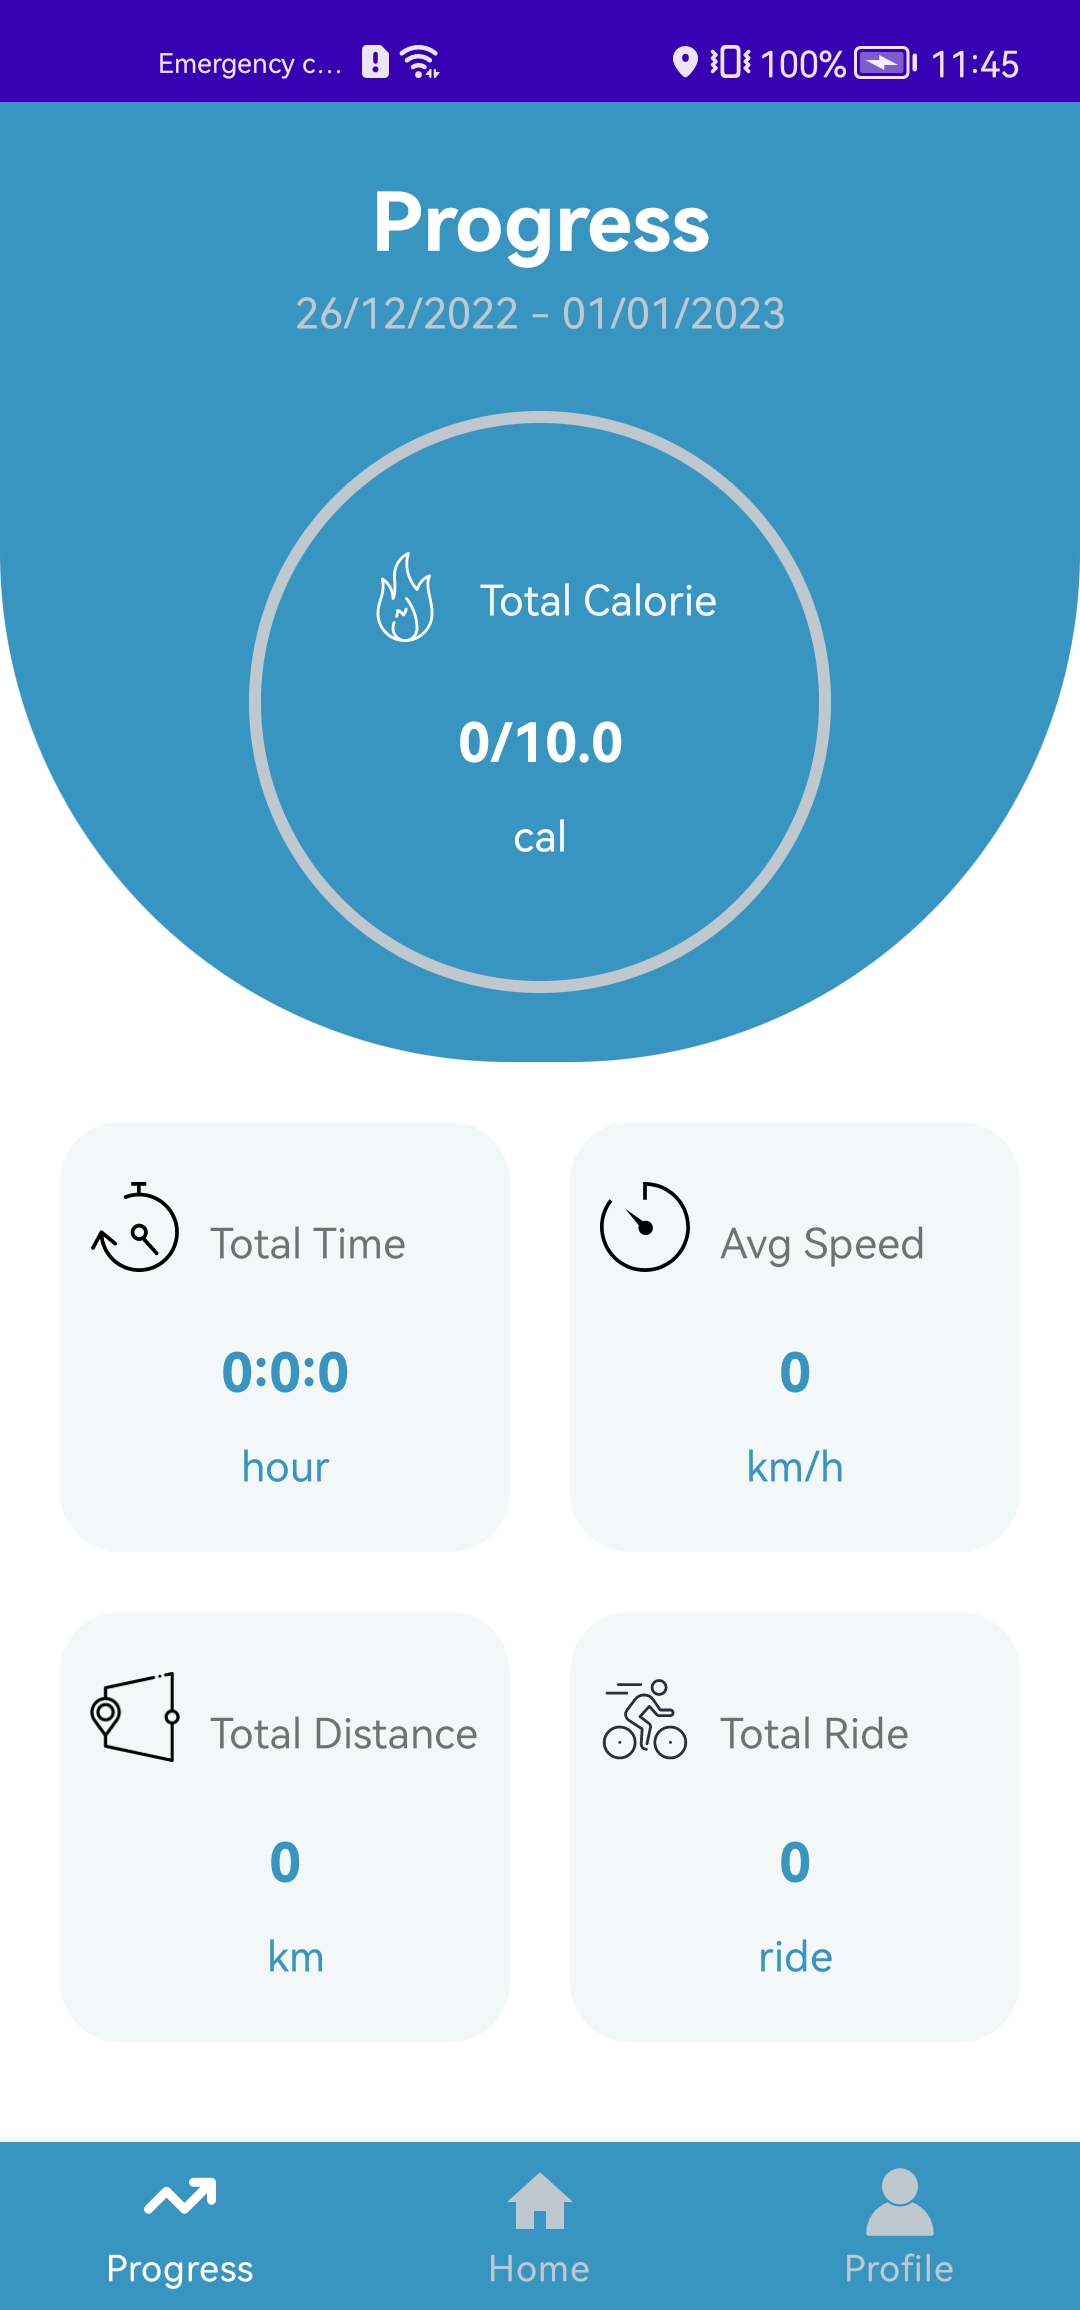 Emergency c... 100% 11:45
Progress
26/12/2022 - 01/01/2023
Total Calorie
0/10.0
cal
Total Time
0:0:0
hour
Avg Speed
0
km/h
Total Distance
0
km
Total Ride
0
ride
Progress Home Profile